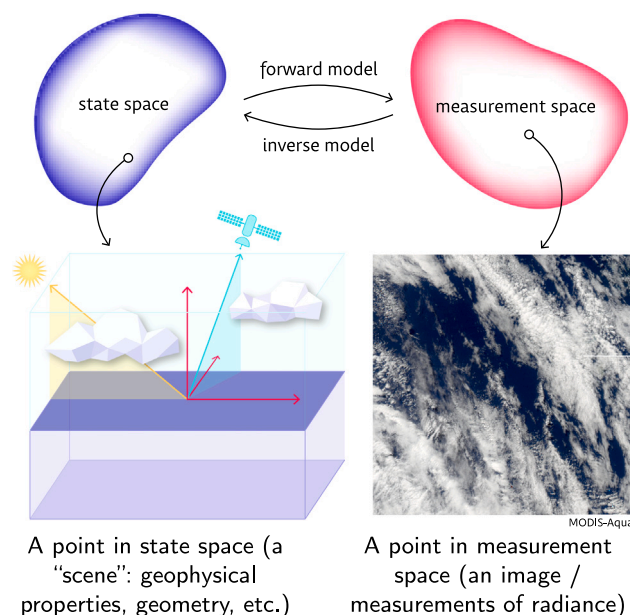 forward model
state space
measurement space
inverse model
MODIS-Aqua
A point in state space (a
“scene”: geophysical
properties, geometry, etc.)
A point in measurement
space (an image /
measurements of radiance)